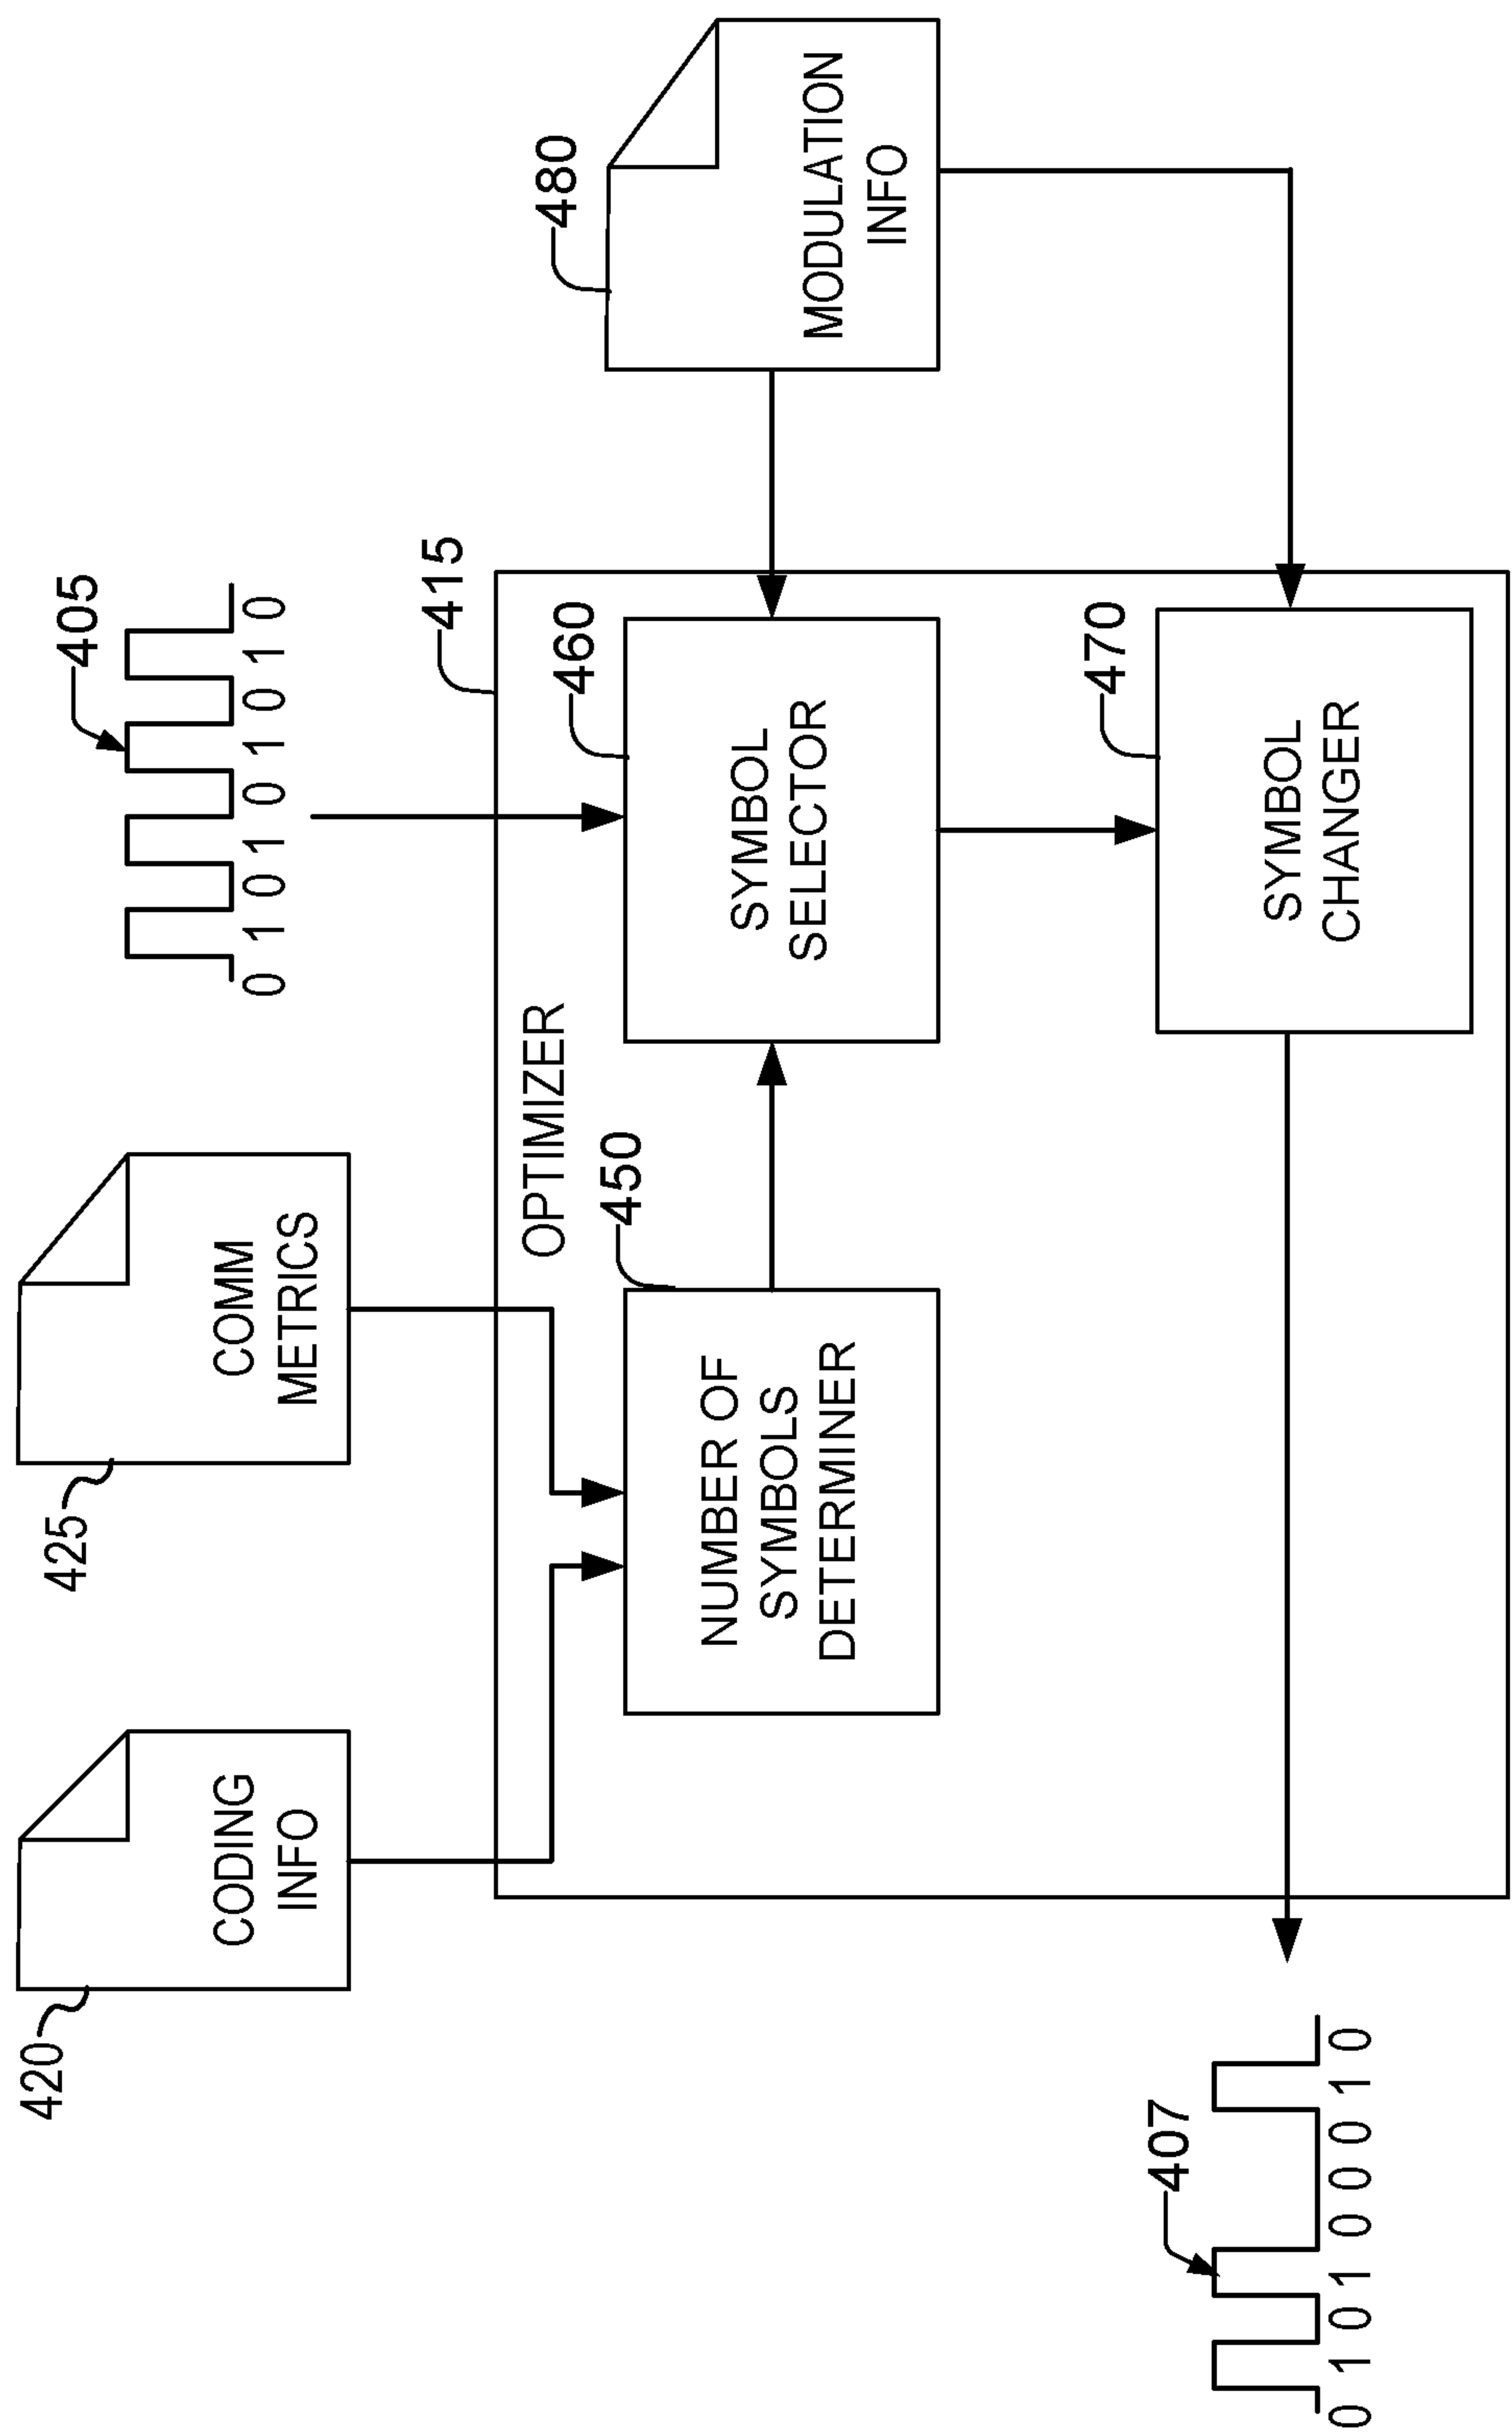 420
CODING
INFO
425
COMM
METRICS
405
0 1 0 1 0 1 0 1 0
415
OPTIMIZER
480
MODULATION
INFO
450
NUMBER OF
SYMBOLS
DETERMINER
460
SYMBOL
SELECTOR
470
SYMBOL
CHANGER
407
0 1 0 1 0 0 0 1 0